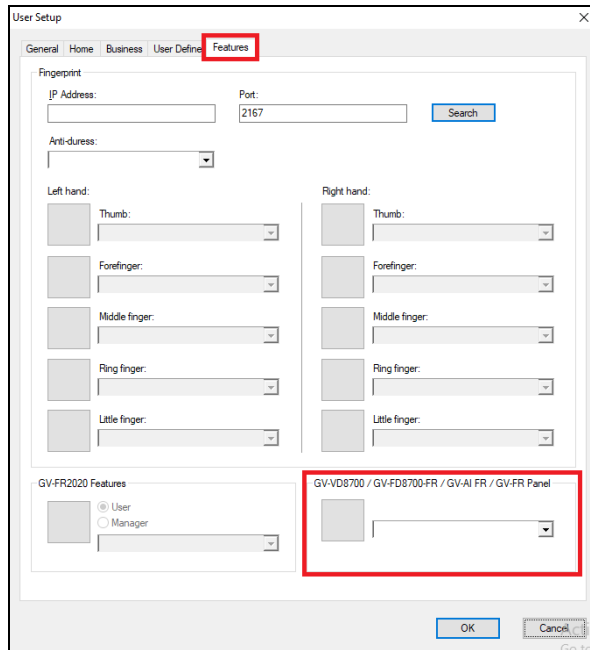 User Setup
General Home Business User Define Features
Fingerprint
IP Address: Port:
2167 Search
Anti-duress:
Left hand: Right hand:
Thumb: Thumb:
Forefinger: Forefinger:
Middle finger: Middle finger:
Ring finger: Ring finger:
Little finger: Little finger:
GV-FR2020 Features GV-VD8700 / GV-FD8700-FR / GV-AI FR / GV-FR Panel
User
Manager
OK Cancel
Go to